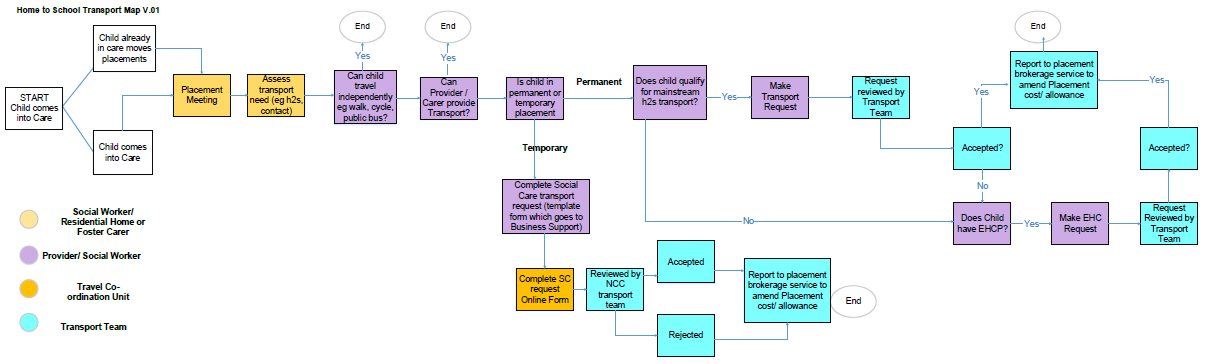 Home to School Transport Map V.01
START
Child comes
into Care
Child already
in care moves
placements
Child comes
into Care
Placement
Meeting
Assess
transport
need (eg h2s,
contact)
End
Yes
Can child
travel
independently
eg walk, cycle,
public bus?
End
Yes
Can
Provider /
Carer provide
Transport?
Is child in
permanent or
temporary
placement
Permanent
Does child qualify
for mainstream
h2s transport?
Yes
Make
Transport
Request
Request
reviewed by
Transport
Team
Accepted?
Yes
End
Report to placement
brokerage service to
amend Placement
cost/ allowance
Yes
Accepted?
No
No
Does Child
have EHCP?
Yes
Make EHC
Request
Request
Reviewed by
Transport
Team
Temporary
Complete Social
Care transport
request (template
form which goes to
Business Support)
Complete SC
request
Online Form
Reviewed by
NCC
transport
team
Accepted
Rejected
Report to placement
brokerage service to
amend Placement
cost/ allowance
End
Social Worker/
Residential Home or
Foster Carer
Provider/ Social Worker
Travel Co-
ordination Unit
Transport Team